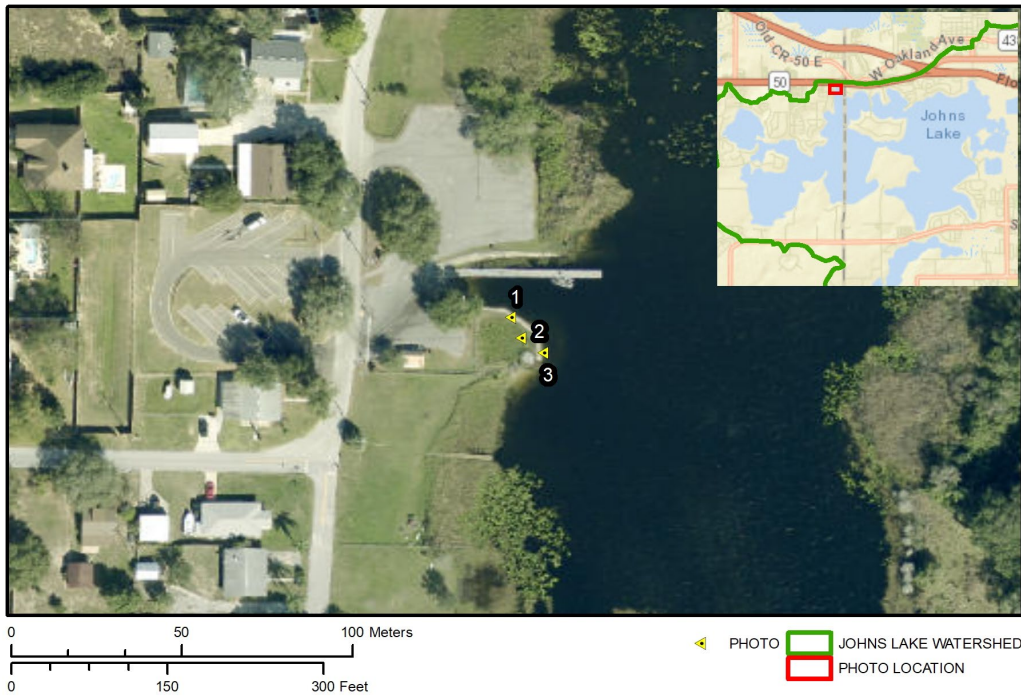 Old CR-50 E
W Oakland Ave
43
50
Flo
Johns
Lake
S
1
2
3
0 50 100 Meters
0 150 300 Feet
PHOTO
JOHNS LAKE WATERSHED
PHOTO LOCATION